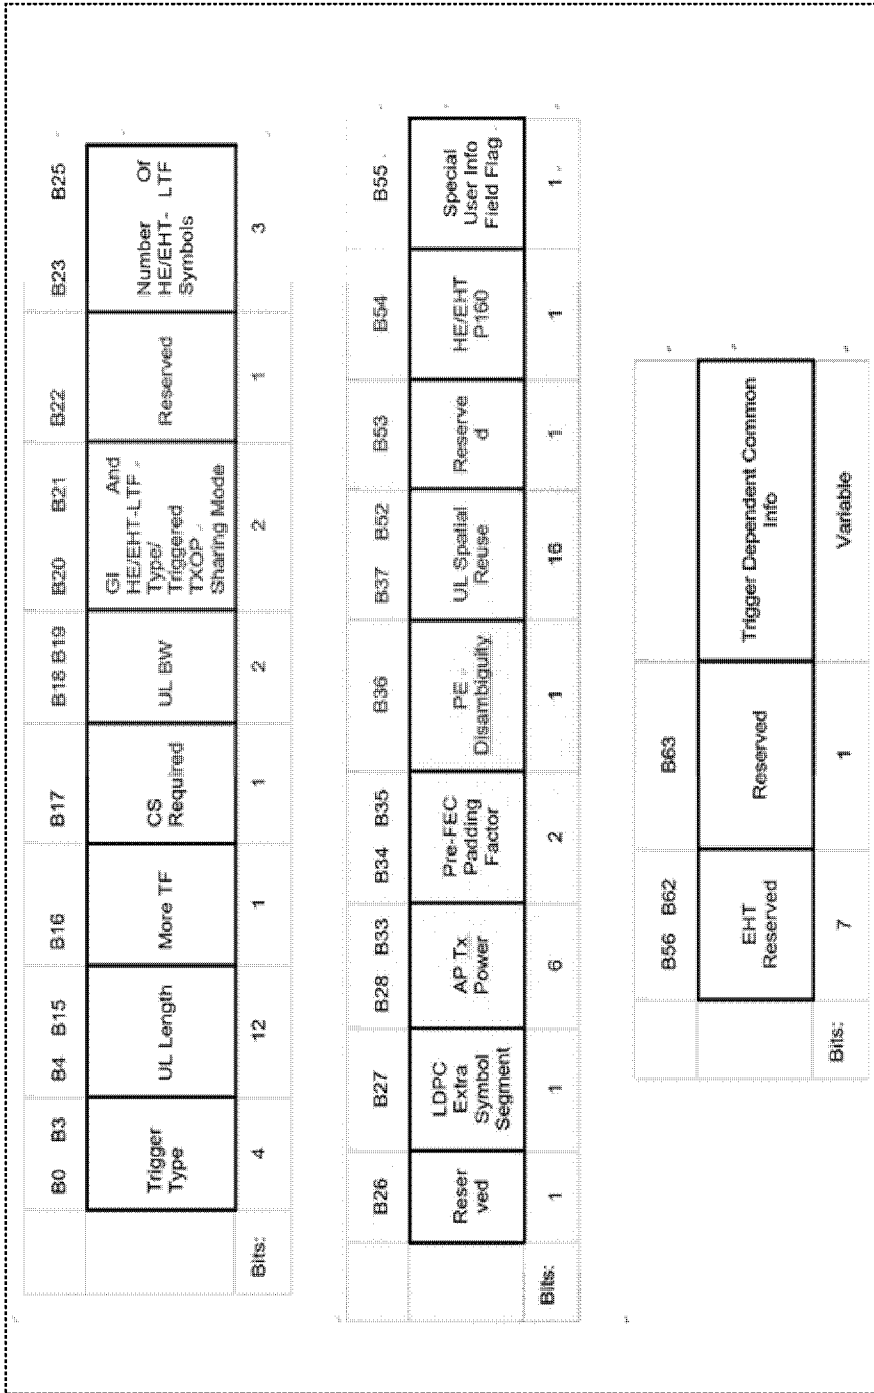 B0 B3 B4 B15 B16 B17 B18 B19 B20 B21 B22 B23 B25
Trigger
Type
UL Length
More TF
CS
Required
UL BW
GI And
HE/EHT-LTF
Type/
Triggered
TXOP
Sharing Mode
Reserved
Number Of
HE/EHT- LTF
Symbols
Bits: 4 12 1 1 2 2 1 3
B26 B27 B28 B33 B34 B35 B36 B37 B52 B53 B54 B55
Reser
ved
LDPC
Extra
Symbol
Segment
AP Tx
Power
Pre-FEC
Padding
Factor
PE
Disambiguity
UL Spatial
Reuse
Reserve
d
HE/EHT
P160
Special
User Info
Field Flag
Bits: 1 1 6 2 1 16 1 1 1
B56 B62 B63
EHT
Reserved
Reserved
Trigger Dependent Common
Info
Bits: 7 1 Variable